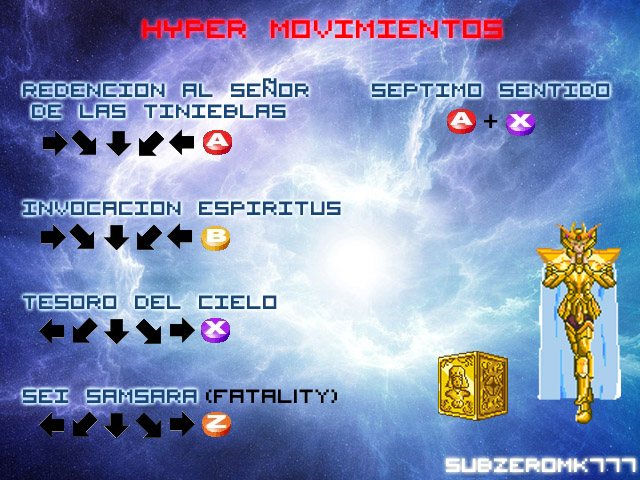 HYPER MOVIMIENTOS
REDENCION AL SEÑOR
DE LAS TINIEBLAS
A
SEPTIMO SENTIDO
A + X
INVOCACION ESPIRITUS
B
TESORO DEL CIELO
X
SEI SAMSARA (FATALITY)
Z
SUBZEROMK777